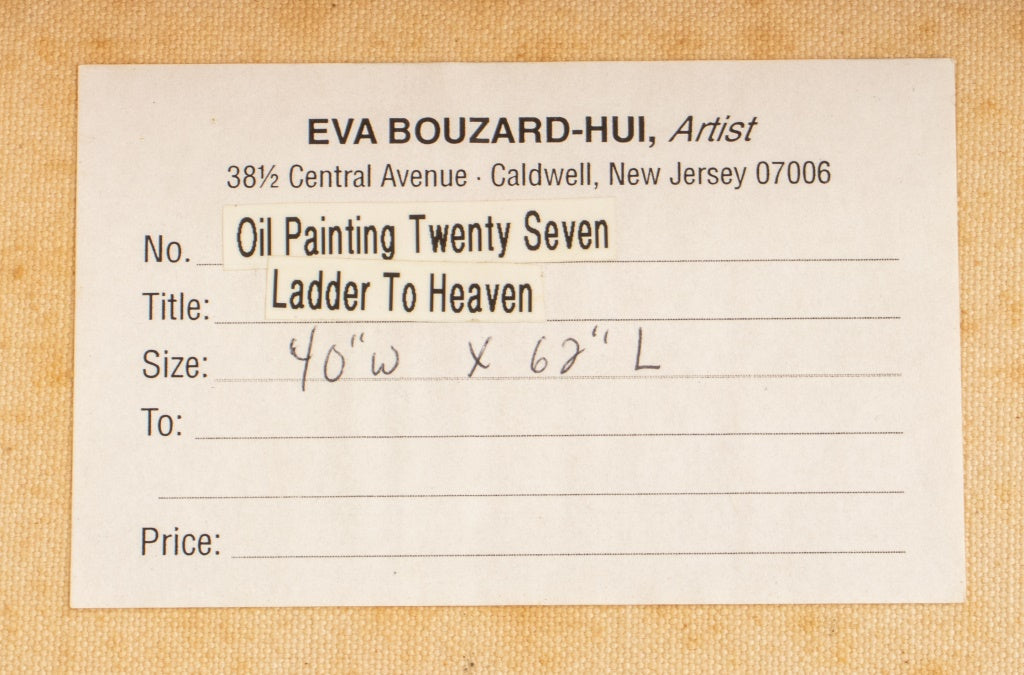 EVA BOUZARD-HUI, Artist
38½ Central Avenue · Caldwell, New Jersey 07006
No. Oil Painting Twenty Seven
Title: Ladder To Heaven
Size: 40" W X 62" L
To:
Price: